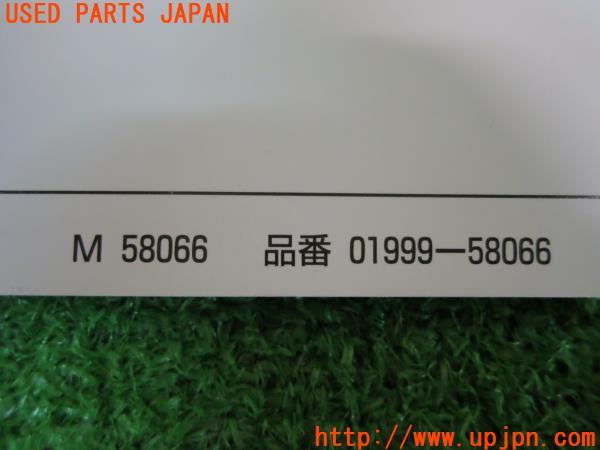 USED PARTS JAPAN
M 58066 品番 01999ー58066
http://www.upjpn.com